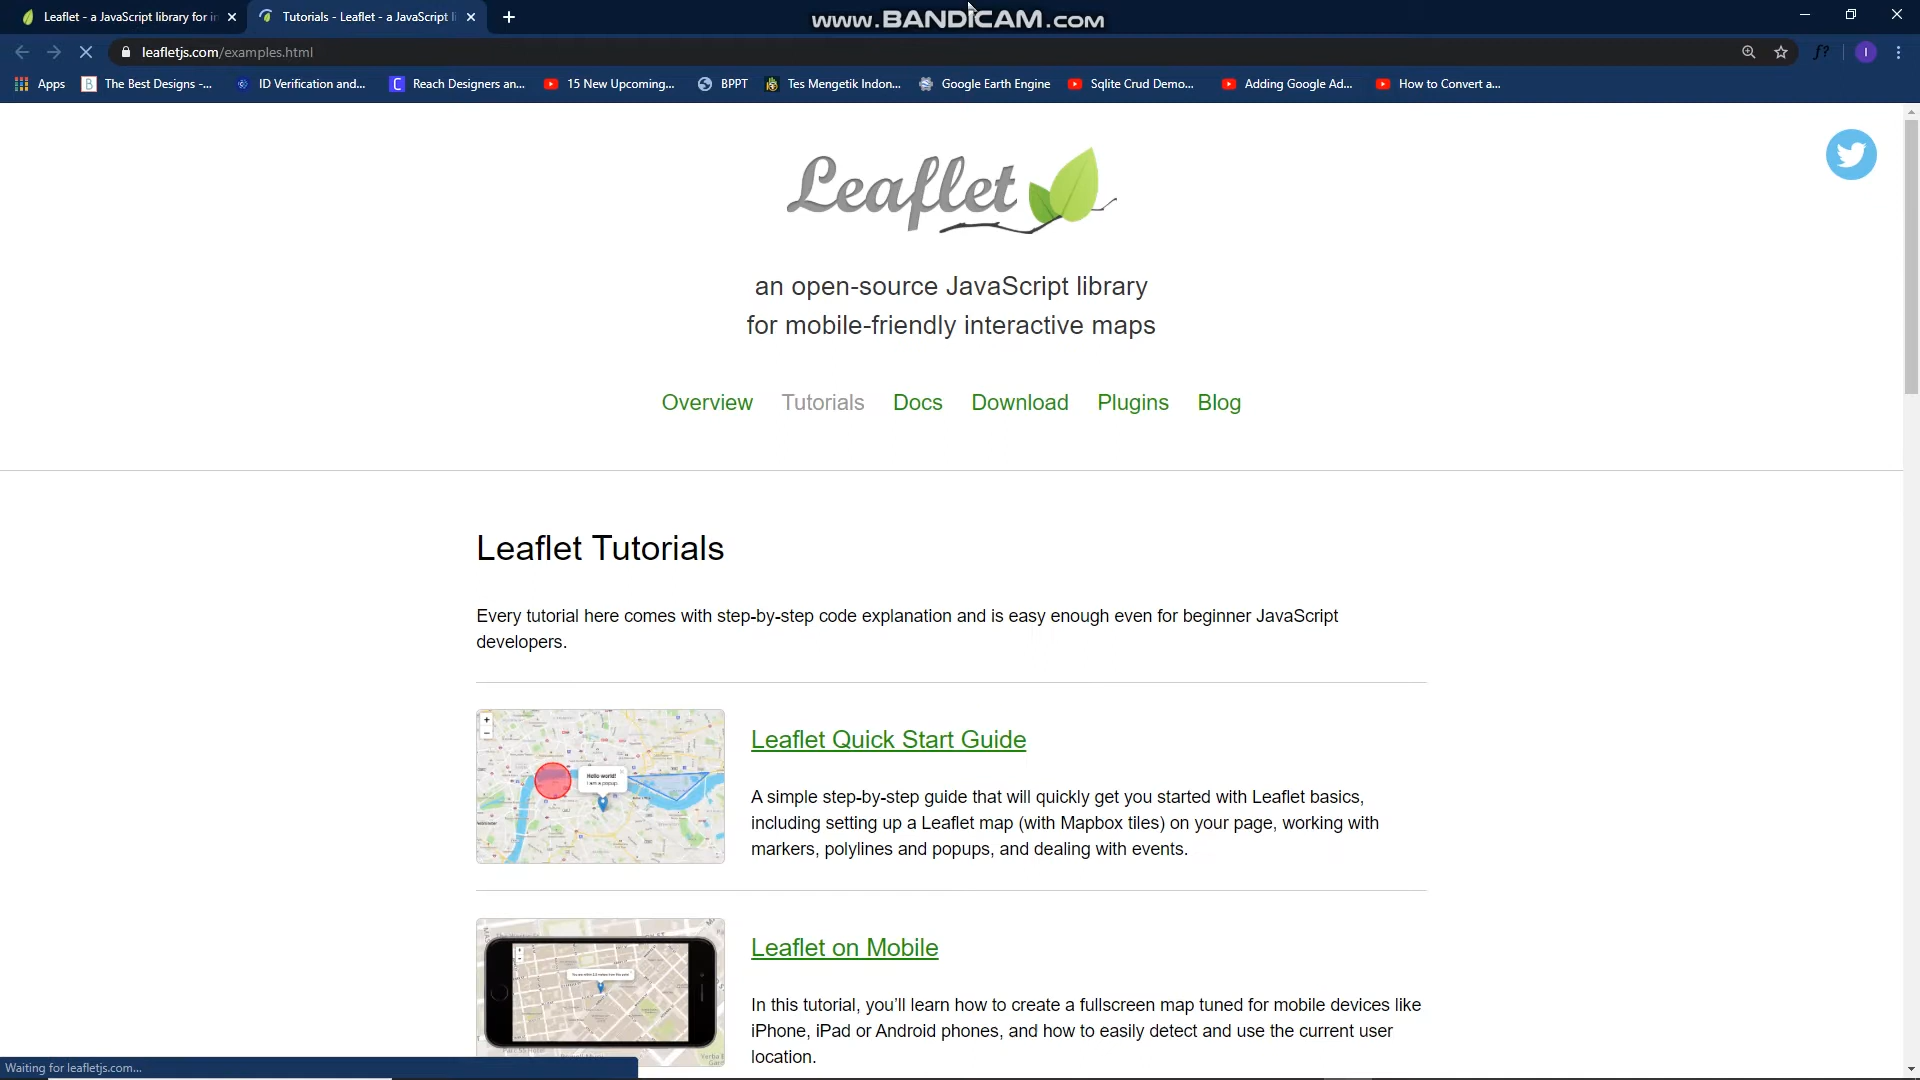 Leaflet - a JavaScript library for in
Tutorials - Leaflet - a JavaScript li
www.BANDICAM.com
leafletjs.com/examples.html
Apps
The Best Designs -...
ID Verification and...
Reach Designers an...
15 New Upcoming...
BPPT
Tes Mengetik Indon...
Google Earth Engine
Sqlite Crud Demo...
Adding Google Ad...
How to Convert a...
Leaflet
an open-source JavaScript library
for mobile-friendly interactive maps
Overview Tutorials Docs Download Plugins Blog
Leaflet Tutorials
Every tutorial here comes with step-by-step code explanation and is easy enough even for beginner JavaScript
developers.
Hello world!
I am a popup.
Leaflet Quick Start Guide
A simple step-by-step guide that will quickly get you started with Leaflet basics,
including setting up a Leaflet map (with Mapbox tiles) on your page, working with
markers, polylines and popups, and dealing with events.
Leaflet on Mobile
In this tutorial, you’ll learn how to create a fullscreen map tuned for mobile devices like
iPhone, iPad or Android phones, and how to easily detect and use the current user
location.
Waiting for leafletjs.com...